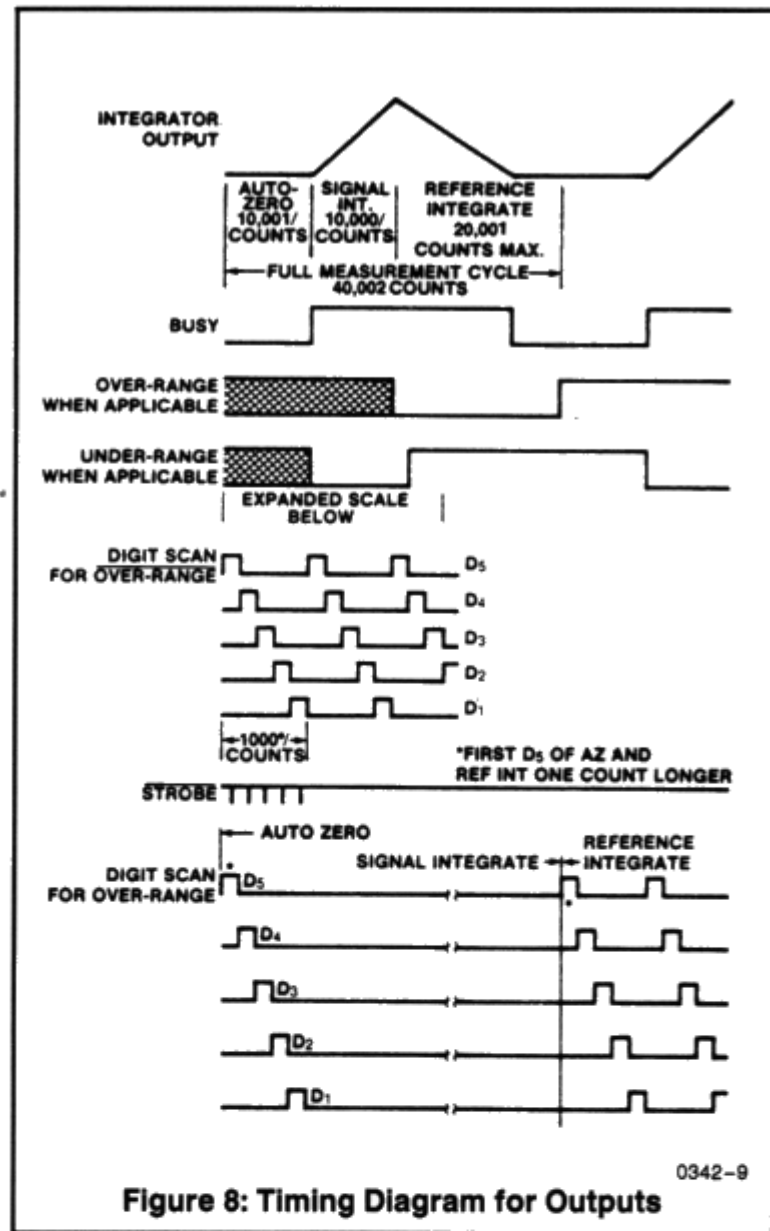 INTEGRATOR
OUTPUT
AUTO-
ZERO
10,001/
COUNTS
SIGNAL
INT.
10,000/
COUNTS
REFERENCE
INTEGRATE
20,001
COUNTS MAX.
FULL MEASUREMENT CYCLE
40,002 COUNTS
BUSY
OVER-RANGE
WHEN APPLICABLE
UNDER-RANGE
WHEN APPLICABLE
EXPANDED SCALE
BELOW
DIGIT SCAN
FOR OVER-RANGE
D5
D4
D3
D2
D1
1000*/
COUNTS
*FIRST D5 OF AZ AND
REF INT ONE COUNT LONGER
STROBE
AUTO ZERO
SIGNAL INTEGRATE
REFERENCE
INTEGRATE
DIGIT SCAN
FOR OVER-RANGE
* D5
*
D4
D3
D2
D1
0342-9
Figure 8: Timing Diagram for Outputs